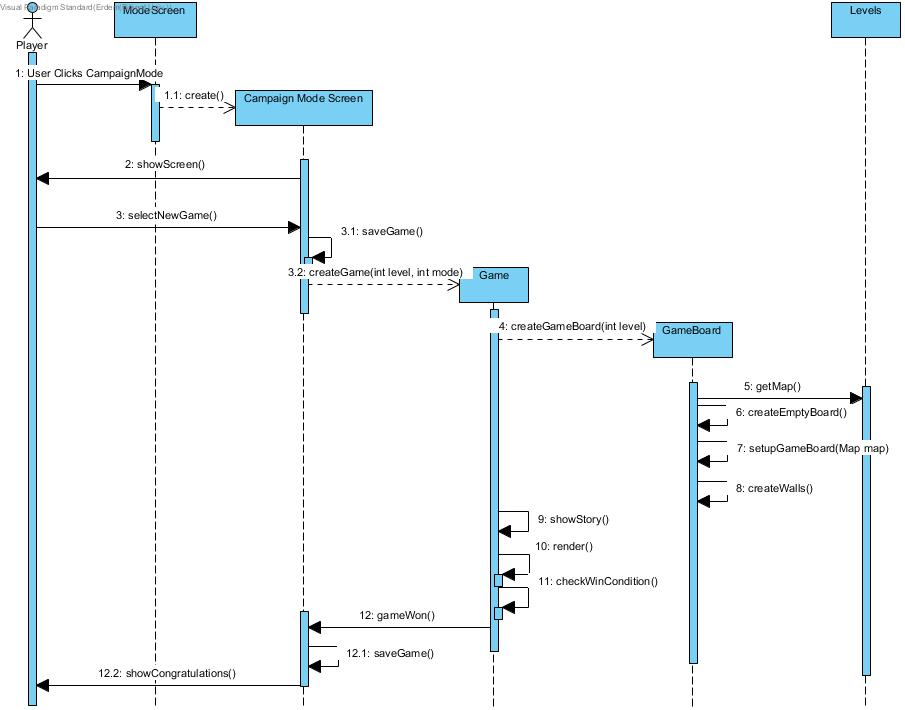 Visual Paradigm Standard
ModeScreen
Levels
Player
1: User Clicks CampaignMode
1.1: create()
Campaign Mode Screen
2: showScreen()
3: selectNewGame()
3.1: saveGame()
3.2: createGame(int level, int mode)
Game
4: createGameBoard(int level)
GameBoard
5: getMap()
6: createEmptyBoard()
7: setupGameBoard(Map map)
8: createWalls()
9: showStory()
10: render()
11: checkWinCondition()
12: gameWon()
12.1: saveGame()
12.2: showCongratulations()